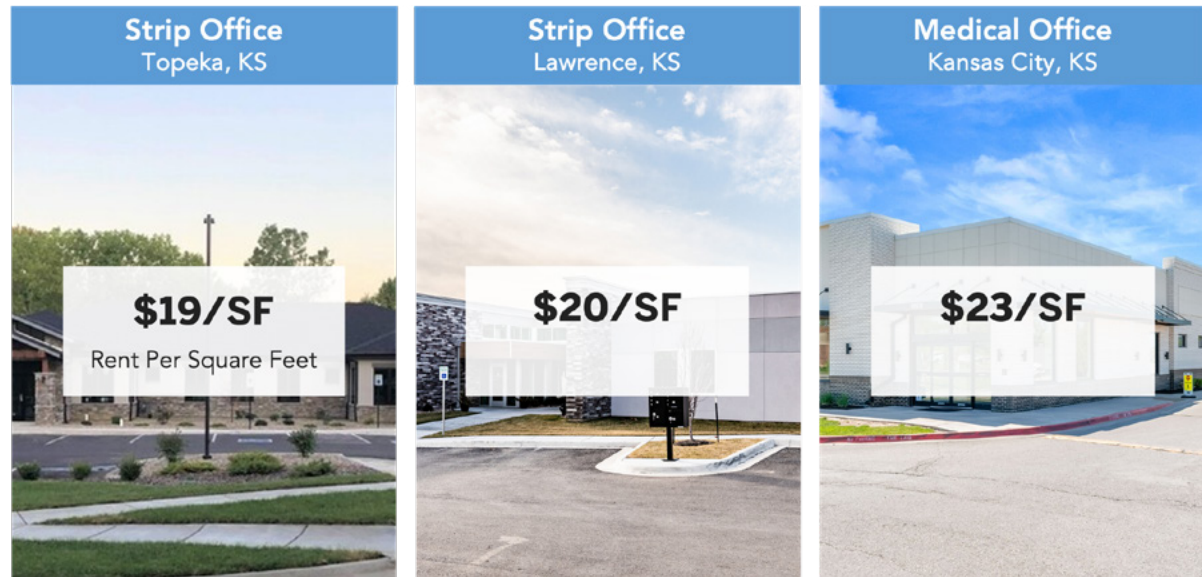 Strip Office
Topeka, KS
$19/SF
Rent Per Square Feet
Strip Office
Lawrence, KS
$20/SF
Medical Office
Kansas City, KS
$23/SF